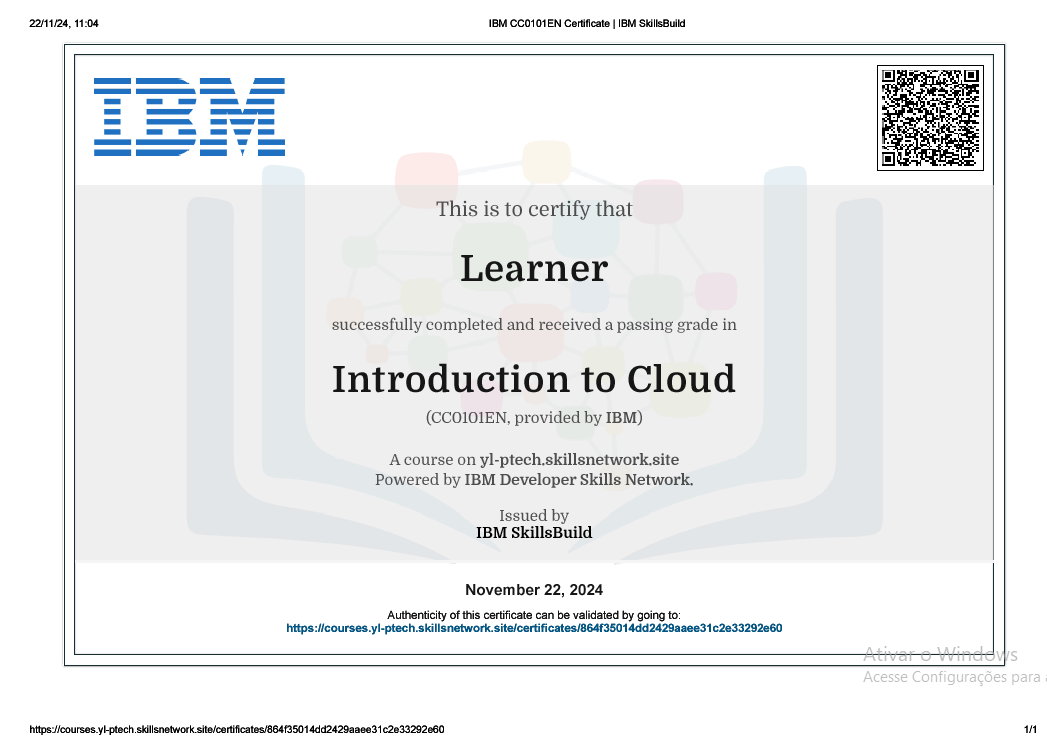 22/11/24, 11:04
IBM CC0101EN Certificate | IBM SkillsBuild
IBM
This is to certify that
Learner
successfully completed and received a passing grade in
Introduction to Cloud
(CC0101EN, provided by IBM)
A course on yl-ptech.skillsnetwork.site
Powered by IBM Developer Skills Network.
Issued by
IBM SkillsBuild
November 22, 2024
Authenticity of this certificate can be validated by going to:
https://courses.yl-ptech.skillsnetwork.site/certificates/864f35014dd2429aaee31c2e33292e60
Ativar o Windows
Acesse Configurações para
https://courses.yl-ptech.skillsnetwork.site/certificates/864f35014dd2429aaee31c2e33292e60
1/1